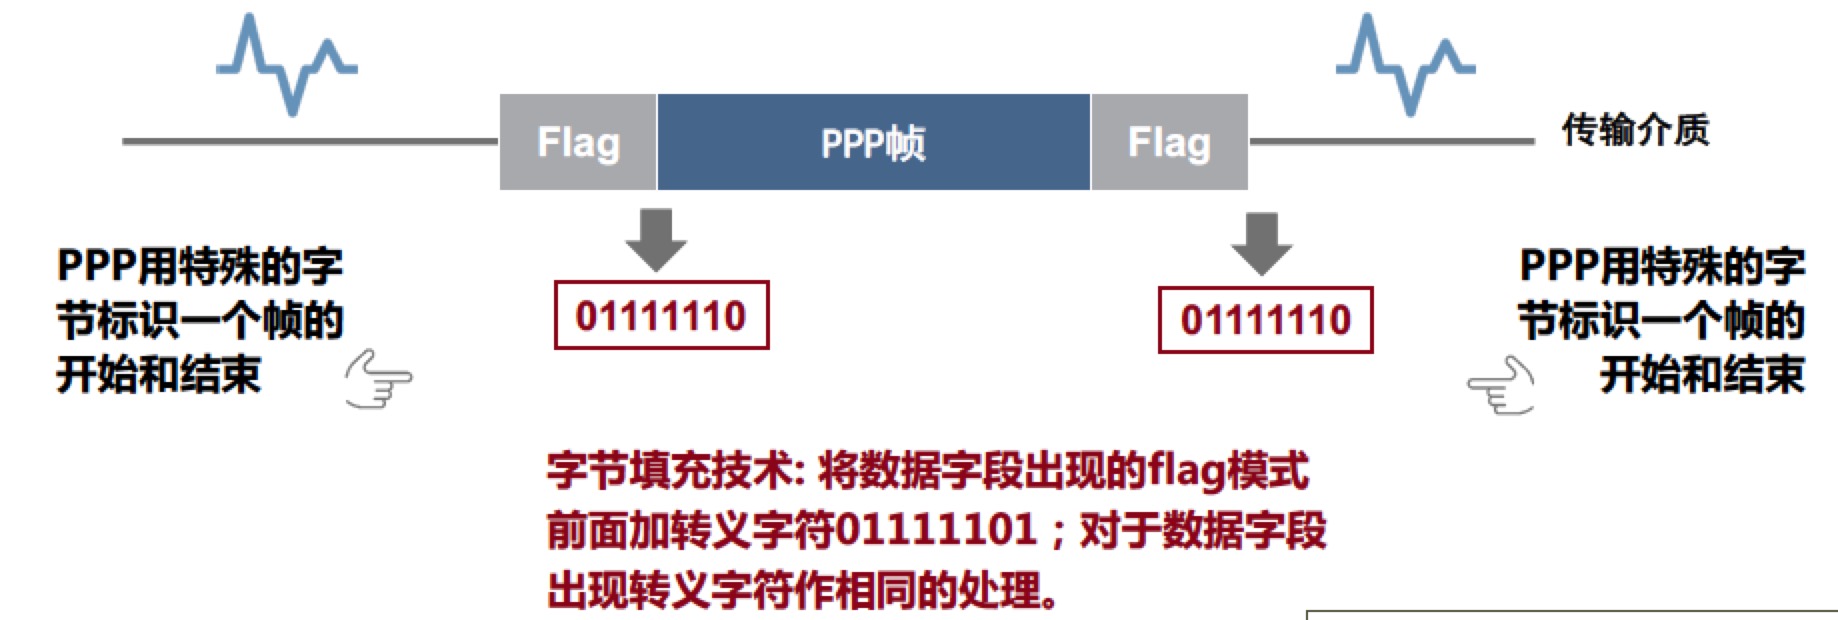 Flag PPP帧 Flag
传输介质
PPP用特殊的字
节标识一个帧的
开始和结束
01111110
01111110
PPP用特殊的字
节标识一个帧的
开始和结束
字节填充技术: 将数据字段出现的flag模式
前面加转义字符01111101；对于数据字段
出现转义字符作相同的处理。